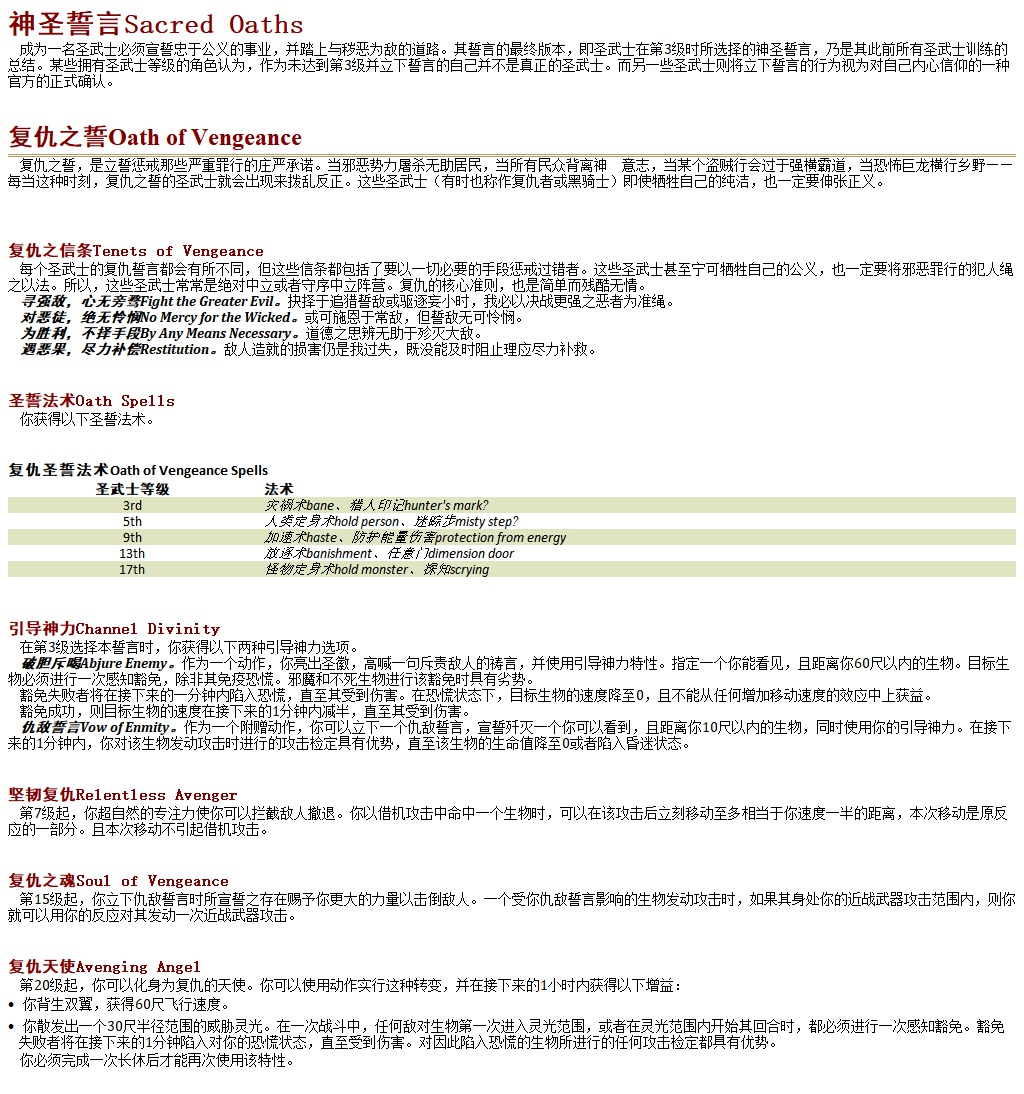 神圣誓言Sacred Oaths
成为一名圣武士必须宣誓忠于公义的事业，并踏上与秽恶为敌的道路。其誓言的最终版本，即圣武士在第3级时所选择的神圣誓言，乃是其此前所有圣武士训练的
总结。某些拥有圣武士等级的角色认为，作为未达到第3级并立下誓言的自己并不是真正的圣武士。而另一些圣武士则将立下誓言的行为视为对自己内心信仰的一种
官方的正式确认。
复仇之誓Oath of Vengeance
复仇之誓，是立誓惩戒那些严重罪行的庄严承诺。当邪恶势力屠杀无助居民，当所有民众背离神　意志，当某个盗贼行会过于强横霸道，当恐怖巨龙横行乡野——
每当这种时刻，复仇之誓的圣武士就会出现来拨乱反正。这些圣武士（有时也称作复仇者或黑骑士）即使牺牲自己的纯洁，也一定要伸张正义。
复仇之信条Tenets of Vengeance
每个圣武士的复仇誓言都会有所不同，但这些信条都包括了要以一切必要的手段惩戒过错者。这些圣武士甚至宁可牺牲自己的公义，也一定要将邪恶罪行的犯人绳
之以法。所以，这些圣武士常常是绝对中立或者守序中立阵营。复仇的核心准则，也是简单而残酷无情。
寻强敌，心无旁骛Fight the Greater Evil。抉择于追猎誓敌或驱逐妄小时，我必以决战更强之恶者为准绳。
对恶徒，绝无怜悯No Mercy for the Wicked。或可施恩于常敌，但誓敌无可怜悯。
为胜利，不择手段By Any Means Necessary。道德之思辨无助于殄灭大敌。
遇恶果，尽力补偿Restitution。敌人造就的损害仍是我过失，既没能及时阻止理应尽力补救。
圣誓法术Oath Spells
你获得以下圣誓法术。
复仇圣誓法术Oath of Vengeance Spells
圣武士等级 法术
3rd 灾祸术bane、猎人印记hunter's mark?
5th 人类定身术hold person、迷踪步misty step?
9th 加速术haste、防护能量伤害protection from energy
13th 放逐术banishment、任意门dimension door
17th 怪物定身术hold monster、探知scrying
引导神力Channel Divinity
在第3级选择本誓言时，你获得以下两种引导神力选项。
破胆斥喝Abjure Enemy。作为一个动作，你亮出圣徽，高喊一句斥责敌人的祷言，并使用引导神力特性。指定一个你能看见，且距离你60尺以内的生物。目标生
物必须进行一次感知豁免，除非其免疫恐慌。邪魔和不死生物进行该豁免时具有劣势。
豁免失败者将在接下来的一分钟内陷入恐慌，直至其受到伤害。在恐慌状态下，目标生物的速度降至0，且不能从任何增加移动速度的效应中上获益。
豁免成功，则目标生物的速度在接下来的1分钟内减半，直至其受到伤害。
仇敌誓言Vow of Enmity。作为一个附赠动作，你可以立下一个仇敌誓言，宣誓歼灭一个你可以看到，且距离你10尺以内的生物，同时使用你的引导神力。在接下
来的1分钟内，你对该生物发动攻击时进行的攻击检定具有优势，直至该生物的生命值降至0或者陷入昏迷状态。
坚韧复仇Relentless Avenger
第7级起，你超自然的专注力使你可以拦截敌人撤退。你以借机攻击中命中一个生物时，可以在该攻击后立刻移动至多相当于你速度一半的距离，本次移动是原反
应的一部分。且本次移动不引起借机攻击。
复仇之魂Soul of Vengeance
第15级起，你立下仇敌誓言时所宣誓之存在赐予你更大的力量以击倒敌人。一个受你仇敌誓言影响的生物发动攻击时，如果其身处你的近战武器攻击范围内，则你
就可以用你的反应对其发动一次近战武器攻击。
复仇天使Avenging Angel
第20级起，你可以化身为复仇的天使。你可以使用动作实行这种转变，并在接下来的1小时内获得以下增益：
• 你背生双翼，获得60尺飞行速度。
• 你散发出一个30尺半径范围的威胁灵光。在一次战斗中，任何敌对生物第一次进入灵光范围，或者在灵光范围内开始其回合时，都必须进行一次感知豁免。豁免
失败者将在接下来的1分钟陷入对你的恐慌状态，直至受到伤害。对因此陷入恐慌的生物所进行的任何攻击检定都具有优势。
你必须完成一次长休后才能再次使用该特性。